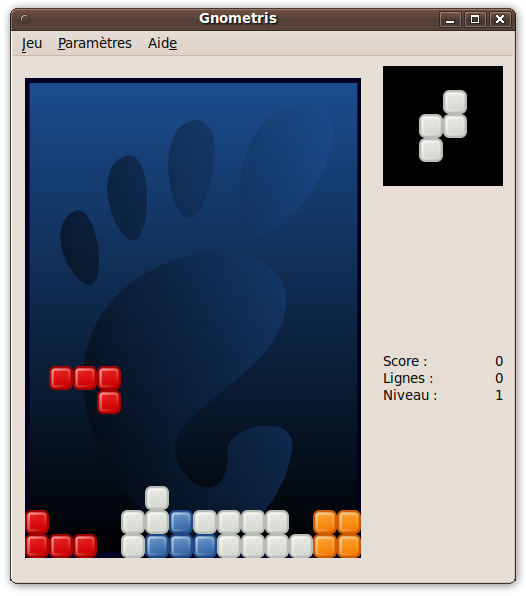 Gnometris
Jeu Paramètres Aide
Score : 0
Lignes : 0
Niveau : 1